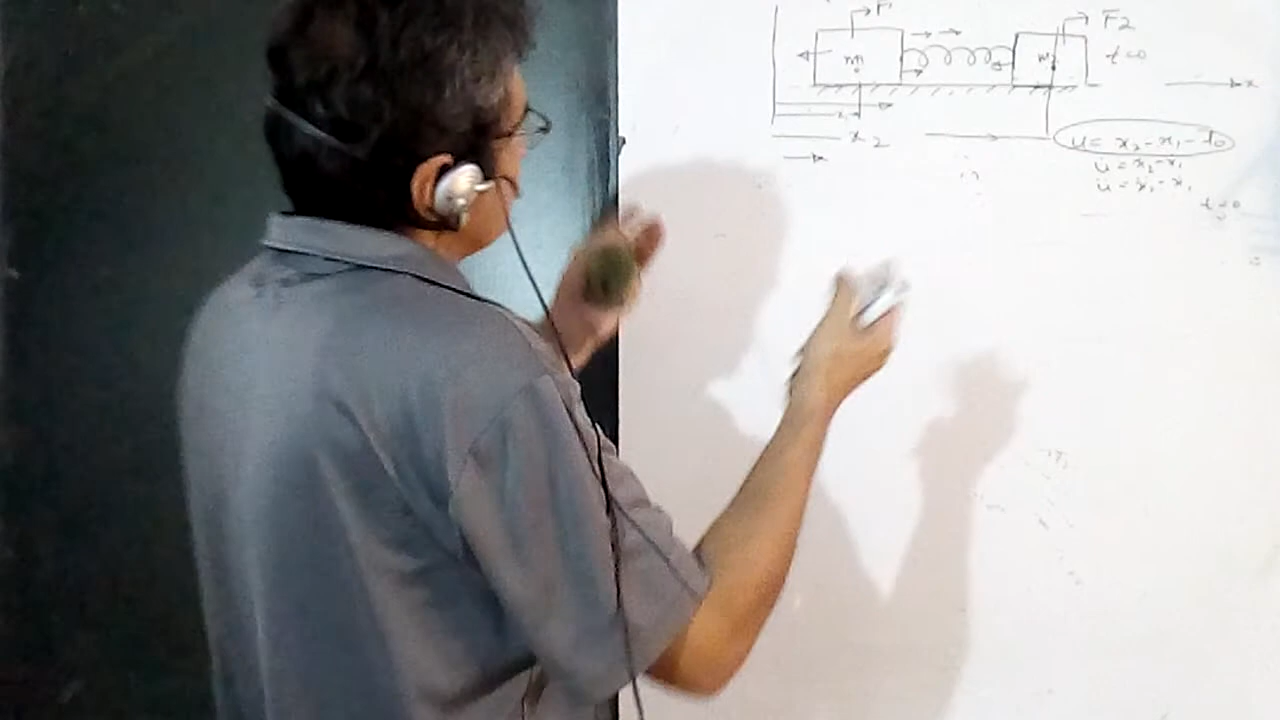 F
F2
m
t=0
x
x2
u = x2 - x1 - l0
u̇ = ẋ2 - ẋ1
ü = ẍ2 - ẍ1
t=0